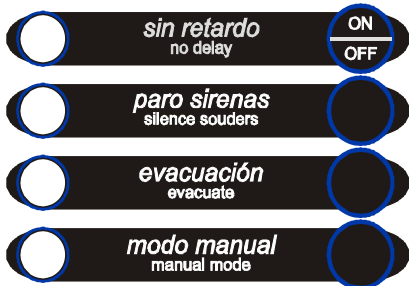 sin retardo
no delay
ON
OFF
paro sirenas
silence souders
evacuación
evacuate
modo manual
manual mode